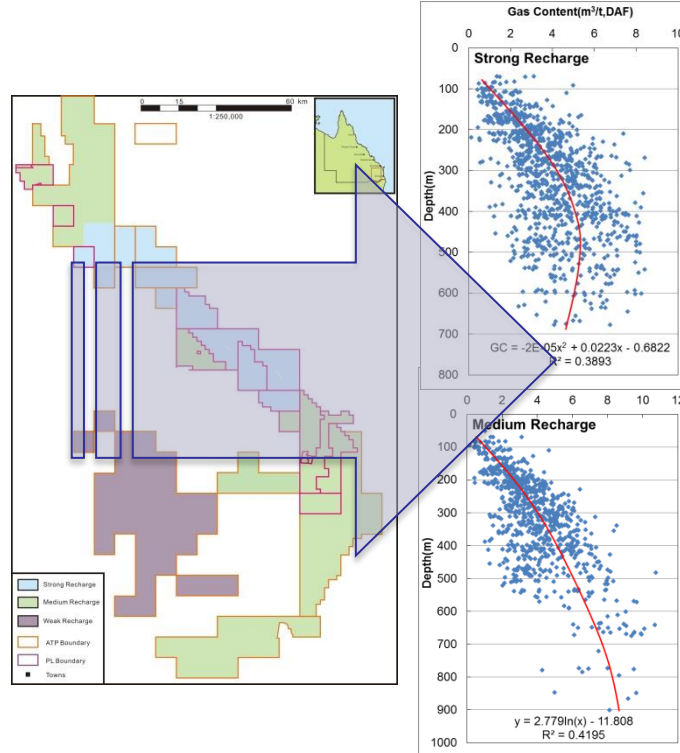 Gas Content(m³/t,DAF)
0 2 4 6 8 10
Strong Recharge
0
100
200
300
400
500
600
700
800
Depth(m)
GC = -2E-05x² + 0.0223x - 0.6822
R² = 0.3893
0 15 60 km
1:250,000
0 2 4 6 8 10 12
Medium Recharge
0
100
200
300
400
500
600
700
800
900
1000
Depth(m)
y = 2.779ln(x) - 11.808
R² = 0.4195
Strong Recharge
Medium Recharge
Weak Recharge
ATP Boundary
PL Boundary
Towns